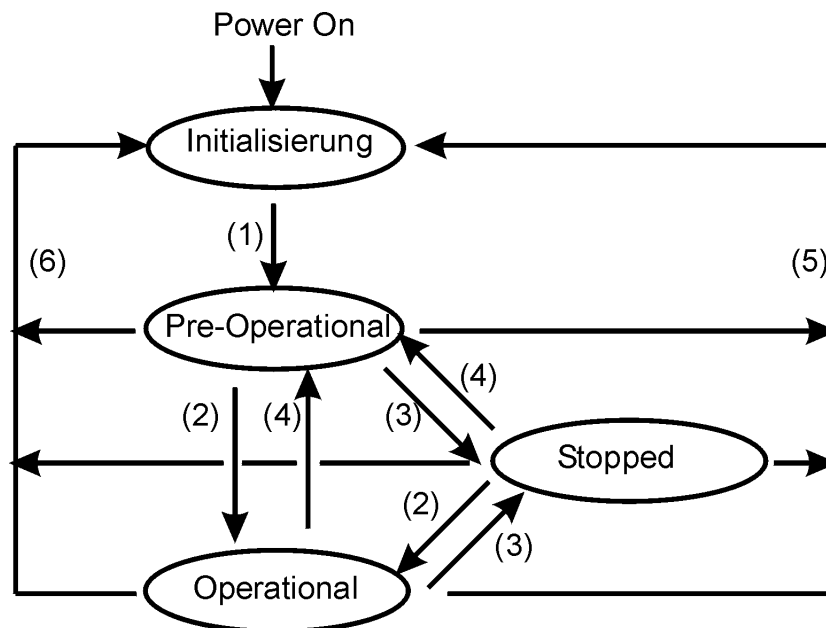 Power On
Initialisierung
(1)
(6)
(5)
Pre-Operational
(2)
(4)
(3)
(4)
Stopped
(2)
(3)
Operational